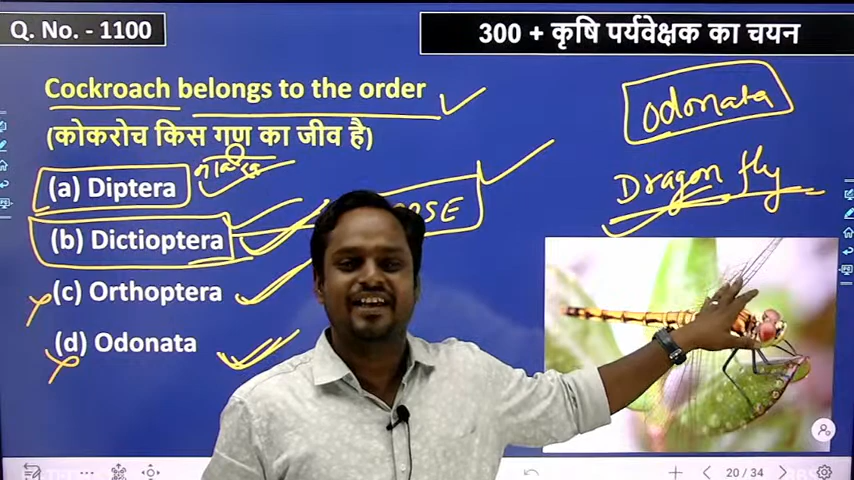 Q. No. - 1100
300 + कृषि पर्यवेक्षक का चयन
Cockroach belongs to the order
(कोकरोच किस गण का जीव है)
(a) Diptera
(b) Dictioptera
(c) Orthoptera
(d) Odonata
Odonata
Dragon fly
20 / 34